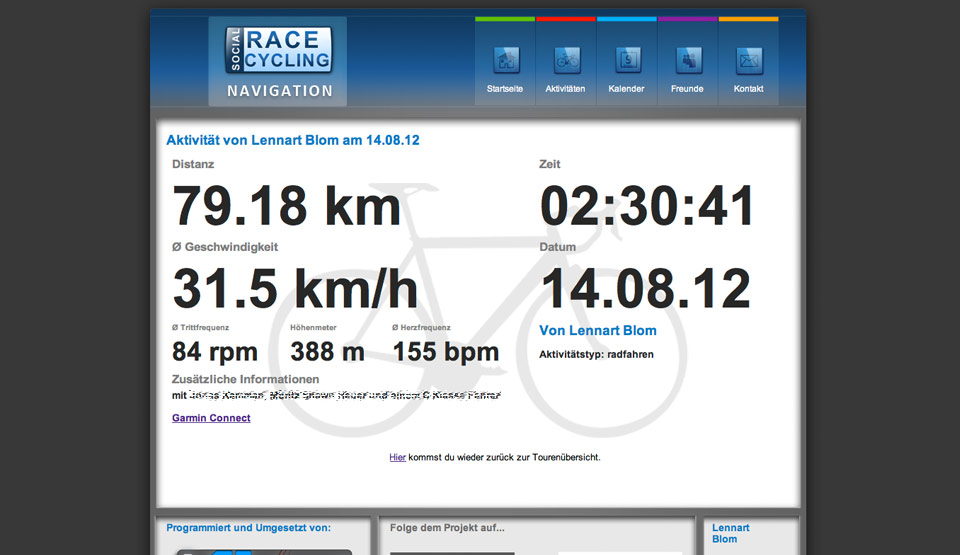 SOCIAL
RACE
CYCLING
NAVIGATION
Startseite
Aktivitäten
Kalender
Freunde
Kontakt
Aktivität von Lennart Blom am 14.08.12
Distanz
79.18 km
Zeit
02:30:41
Ø Geschwindigkeit
31.5 km/h
Datum
14.08.12
Ø Trittfrequenz
Höhenmeter
Ø Herzfrequenz
84 rpm
388 m
155 bpm
Von Lennart Blom
Aktivitätstyp: radfahren
Zusätzliche Informationen
mit
Garmin Connect
Hier kommst du wieder zurück zur Tourenübersicht.
Programmiert und Umgesetzt von:
Folge dem Projekt auf...
Lennart
Blom